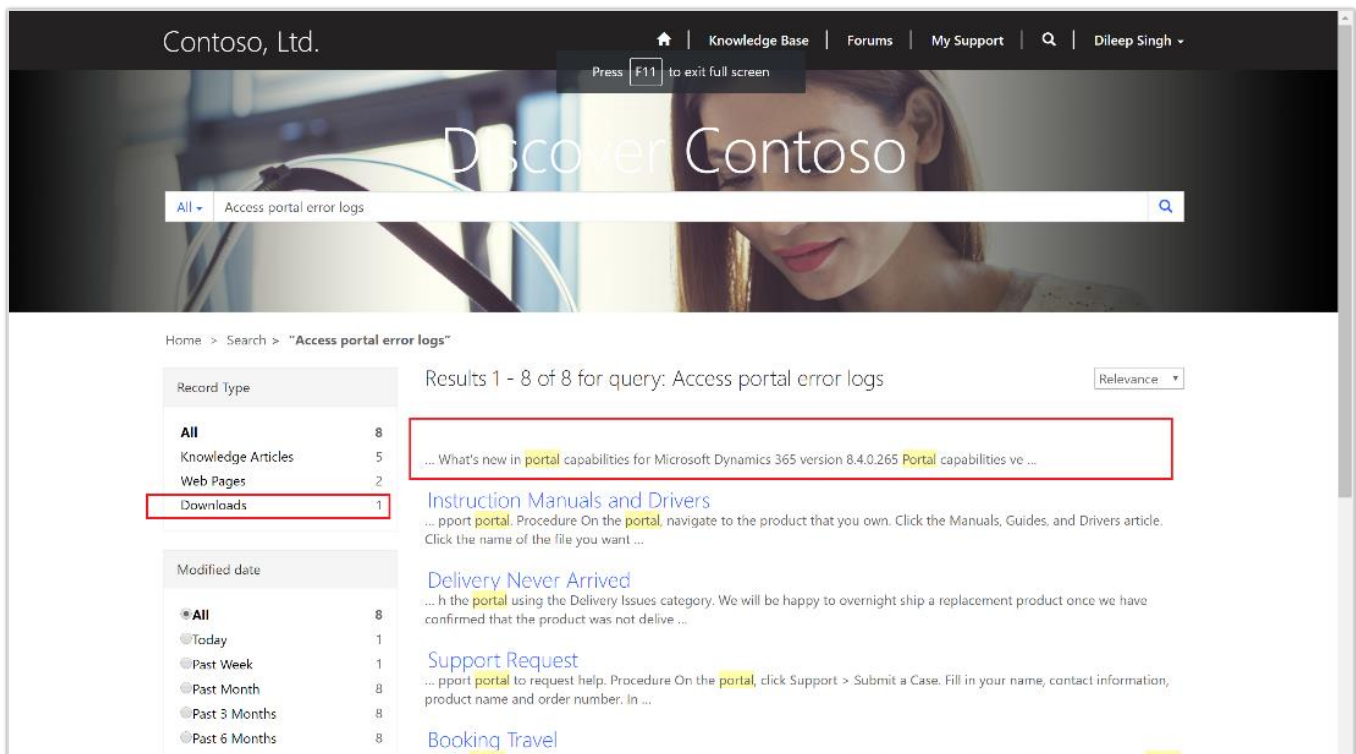 Contoso, Ltd.
Knowledge Base | Forums | My Support | Dileep Singh
Press F11 to exit full screen
Discover Contoso
All Access portal error logs
Home > Search > "Access portal error logs"
Record Type
All 8
Knowledge Articles 5
Web Pages 2
Downloads 1
Modified date
All 8
Today 1
Past Week 1
Past Month 8
Past 3 Months 8
Past 6 Months 8
Results 1 - 8 of 8 for query: Access portal error logs
Relevance
... What's new in portal capabilities for Microsoft Dynamics 365 version 8.4.0.265 Portal capabilities ve ...
Instruction Manuals and Drivers
... pport portal. Procedure On the portal, navigate to the product that you own. Click the Manuals, Guides, and Drivers article.
Click the name of the file you want ...
Delivery Never Arrived
... h the portal using the Delivery Issues category. We will be happy to overnight ship a replacement product once we have
confirmed that the product was not delive ...
Support Request
... pport portal to request help. Procedure On the portal, click Support > Submit a Case. Fill in your name, contact information,
product name and order number. In ...
Booking Travel